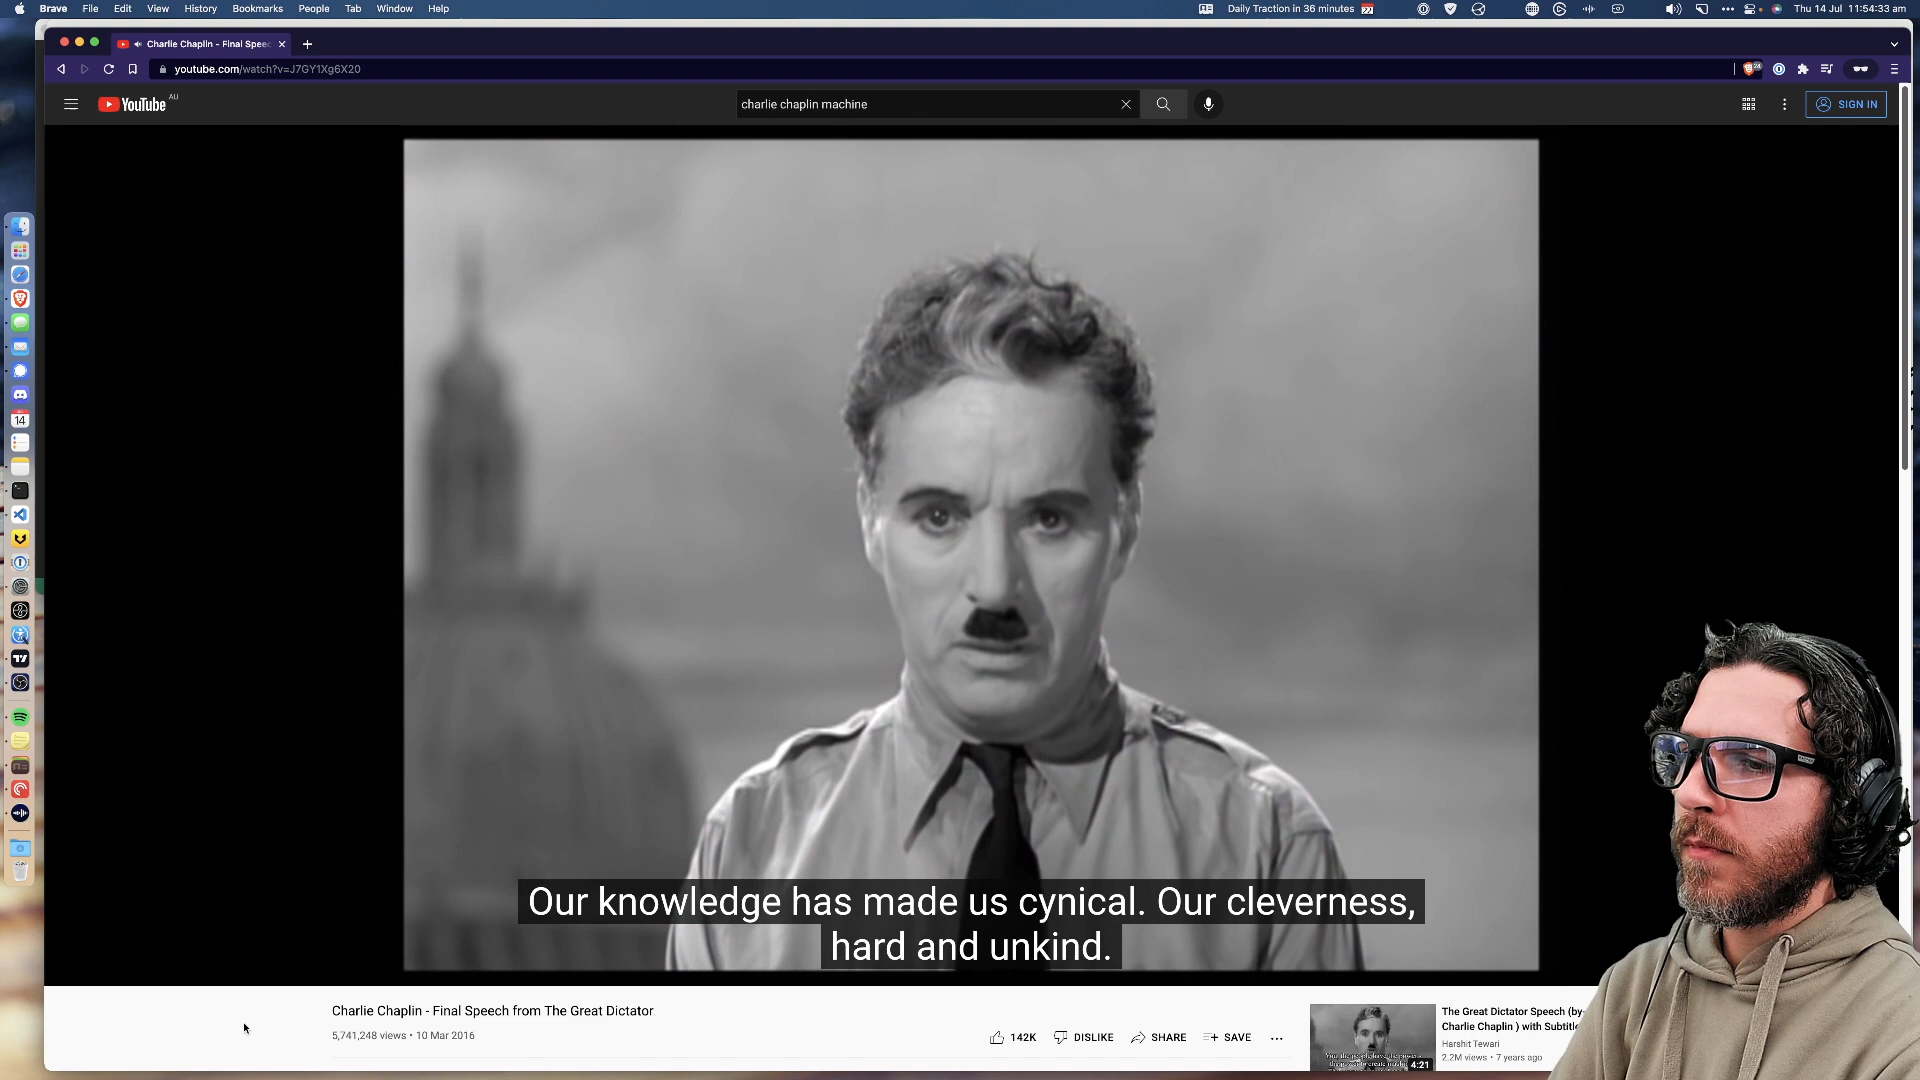 Brave File Edit View History Bookmarks People Tab Window Help
Daily Traction in 36 minutes
Thu 14 Jul 11:54:33 am
Charlie Chaplin - Final Speec
youtube.com/watch?v=J7GY1Xg6X20
24
YouTube AU
charlie chaplin machine
SIGN IN
14
Our knowledge has made us cynical. Our cleverness,
hard and unkind.
Charlie Chaplin - Final Speech from The Great Dictator
5,741,248 views • 10 Mar 2016
142K DISLIKE SHARE SAVE
The Great Dictator Speech (by-
Charlie Chaplin ) with Subtitle
Harshit Tewari
2.2M views • 7 years ago
4:21